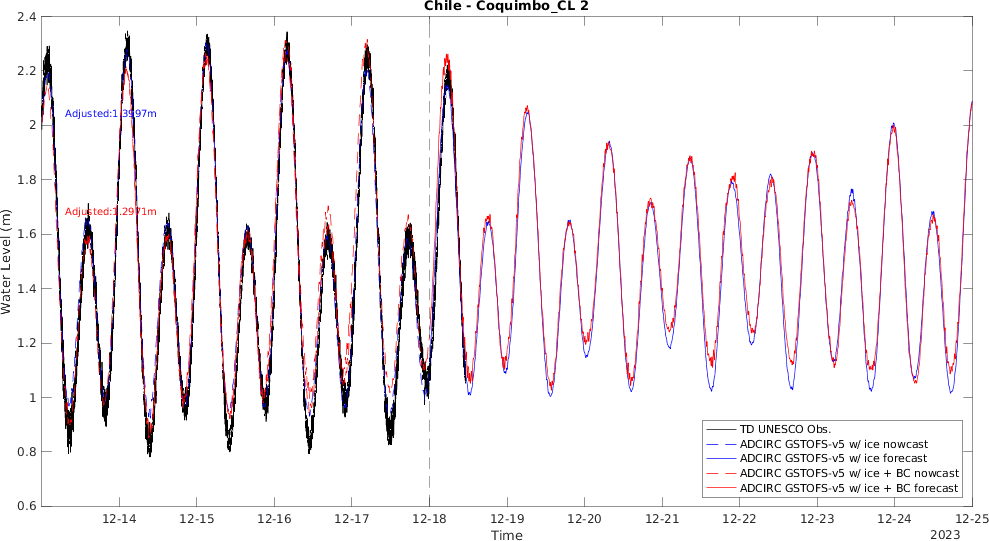 Chile - Coquimbo_CL 2
2.4
2.2
2
1.8
1.6
1.4
1.2
1
0.8
0.6
Water Level (m)
Adjusted:1.3997m
Adjusted:1.2971m
TD UNESCO Obs.
ADCIRC GSTOFS-v5 w/ ice nowcast
ADCIRC GSTOFS-v5 w/ ice forecast
ADCIRC GSTOFS-v5 w/ ice + BC nowcast
ADCIRC GSTOFS-v5 w/ ice + BC forecast
12-14 12-15 12-16 12-17 12-18 12-19 12-20 12-21 12-22 12-23 12-24 12-25
Time
2023